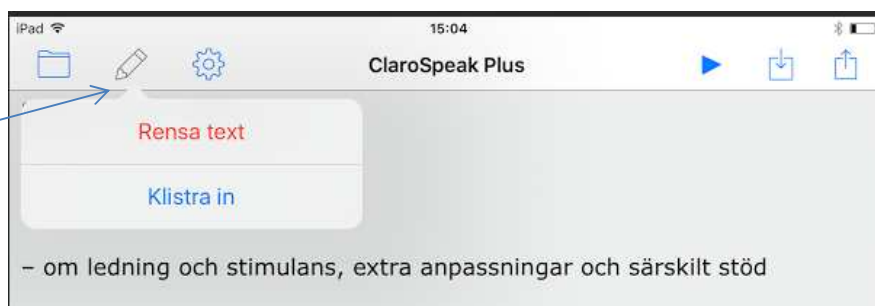 iPad 15:04
ClaroSpeak Plus
Rensa text
Klistra in
– om ledning och stimulans, extra anpassningar och särskilt stöd